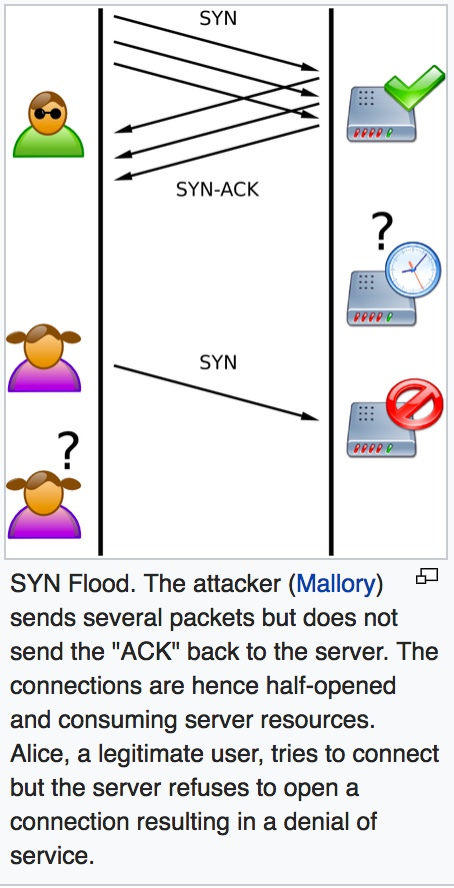 SYN
SYN-ACK
?
SYN
?
SYN Flood. The attacker (Mallory)
sends several packets but does not
send the "ACK" back to the server. The
connections are hence half-opened
and consuming server resources.
Alice, a legitimate user, tries to connect
but the server refuses to open a
connection resulting in a denial of
service.